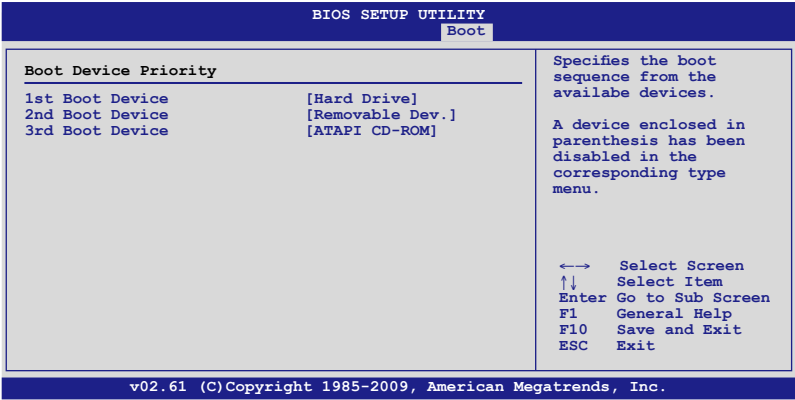 BIOS SETUP UTILITY
Boot
Boot Device Priority
1st Boot Device [Hard Drive]
2nd Boot Device [Removable Dev.]
3rd Boot Device [ATAPI CD-ROM]
Specifies the boot
sequence from the
availabe devices.
A device enclosed in
parenthesis has been
disabled in the
corresponding type
menu.
←→ Select Screen
↑↓ Select Item
Enter Go to Sub Screen
F1 General Help
F10 Save and Exit
ESC Exit
v02.61 (C)Copyright 1985-2009, American Megatrends, Inc.